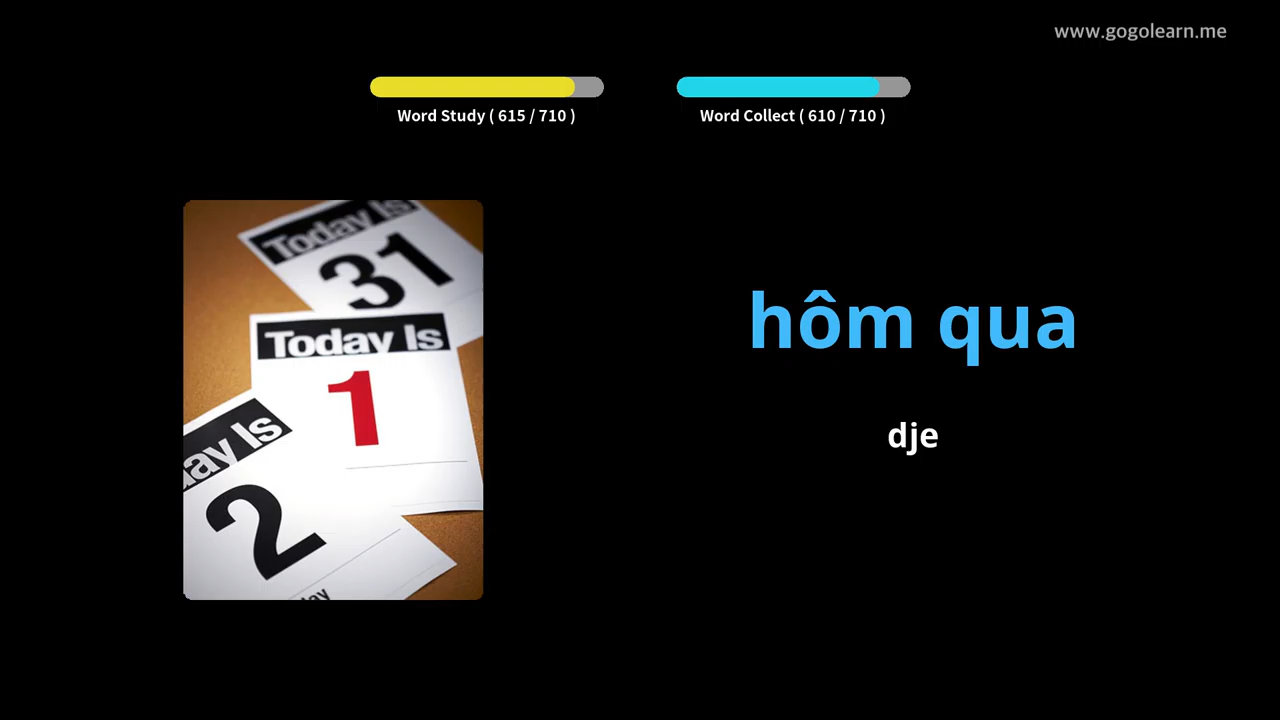 www.gogolearn.me
Word Study ( 615 / 710 )
Word Collect ( 610 / 710 )
Today Is
31
Today Is
1
ay Is
2
hôm qua
dje